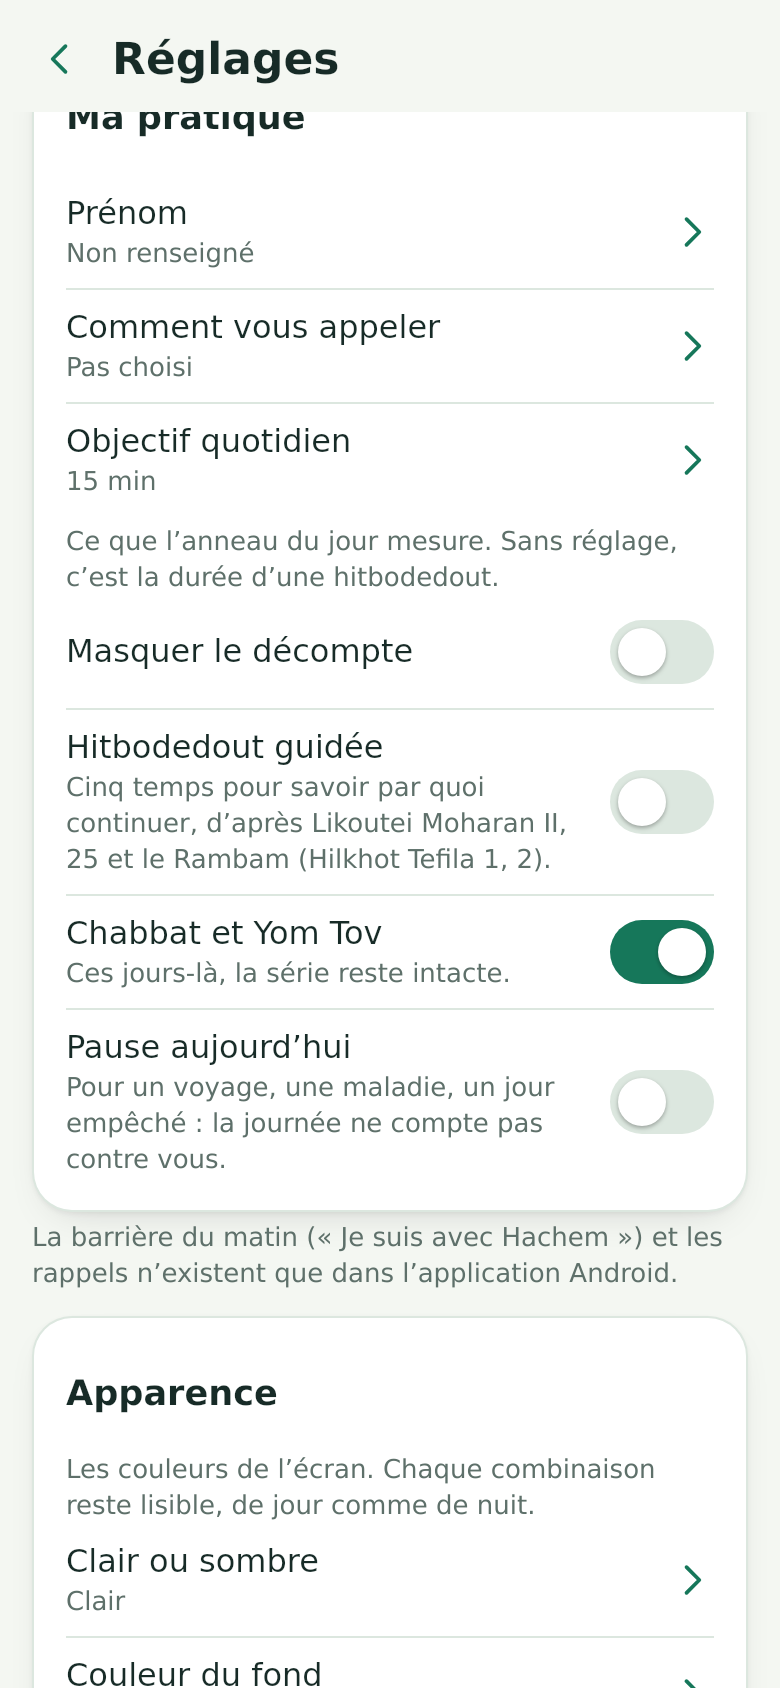 Réglages
Ma pratique
Prénom
Non renseigné
Comment vous appeler
Pas choisi
Objectif quotidien
15 min
Ce que l’anneau du jour mesure. Sans réglage,
c’est la durée d’une hitbodedout.
Masquer le décompte
Hitbodedout guidée
Cinq temps pour savoir par quoi
continuer, d’après Likoutei Moharan II,
25 et le Rambam (Hilkhot Tefila 1, 2).
Chabbat et Yom Tov
Ces jours-là, la série reste intacte.
Pause aujourd’hui
Pour un voyage, une maladie, un jour
empêché : la journée ne compte pas
contre vous.
La barrière du matin (« Je suis avec Hachem ») et les
rappels n’existent que dans l’application Android.
Apparence
Les couleurs de l’écran. Chaque combinaison
reste lisible, de jour comme de nuit.
Clair ou sombre
Clair
Couleur du fond